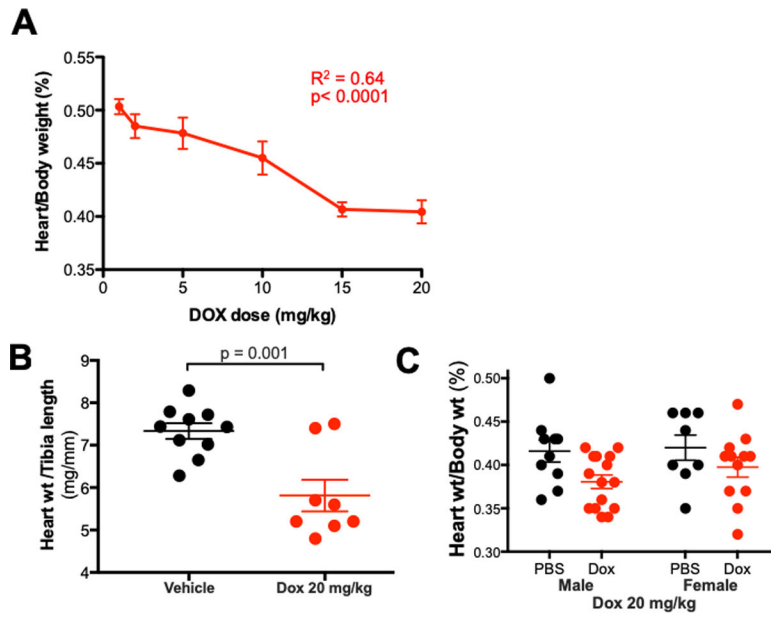 A
Heart/Body weight (%)
0.55
0.50
0.45
0.40
0.35
R² = 0.64
p< 0.0001
0 5 10 15 20
DOX dose (mg/kg)
B
Heart wt/Tibia length
(mg/mm)
9
8
7
6
5
4
p = 0.001
Vehicle Dox 20 mg/kg
C
Heart wt/Body wt (%)
0.50
0.45
0.40
0.35
0.30
PBS Dox PBS Dox
Male Female
Dox 20 mg/kg